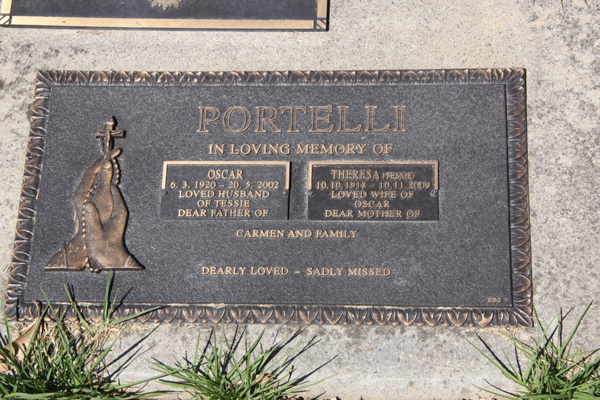 PORTELLI
IN LOVING MEMORY OF
OSCAR
6. 3. 1920 – 20. 5. 2002
LOVED HUSBAND
OF TESSIE
DEAR FATHER OF
THERESA (TESSIE)
10. 10. 1918 – 10. 11. 2009
LOVED WIFE OF
OSCAR
DEAR MOTHER OF
CARMEN AND FAMILY
DEARLY LOVED – SADLY MISSED